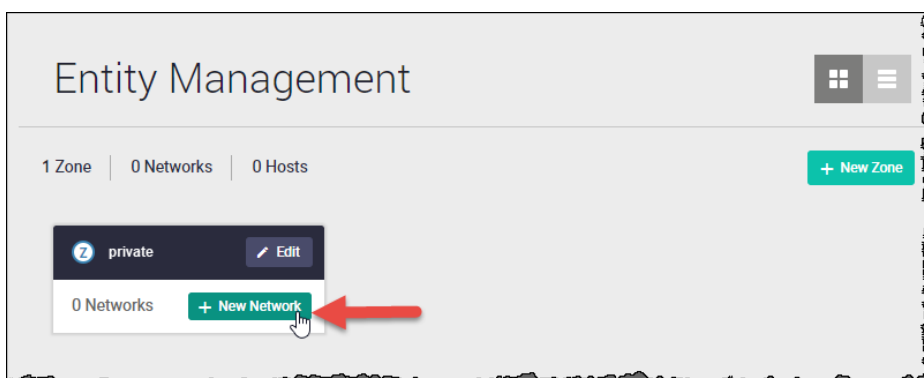 Entity Management
1 Zone 0 Networks 0 Hosts
+ New Zone
Z private Edit
0 Networks + New Network